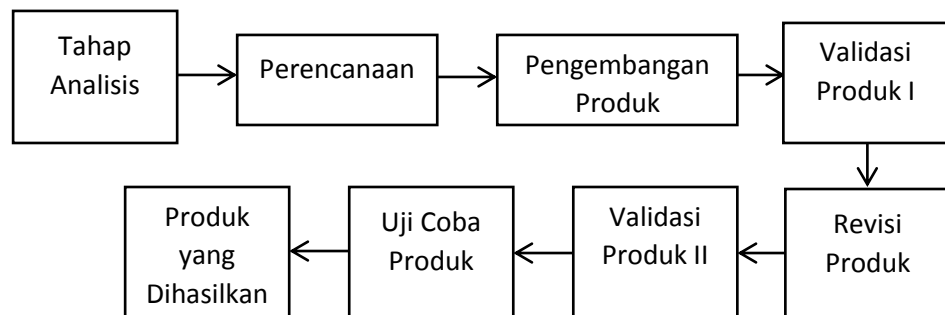 Tahap
Analisis
Perencanaan
Pengembangan
Produk
Validasi
Produk I
Revisi
Produk
Validasi
Produk II
Uji Coba
Produk
Produk
yang
Dihasilkan